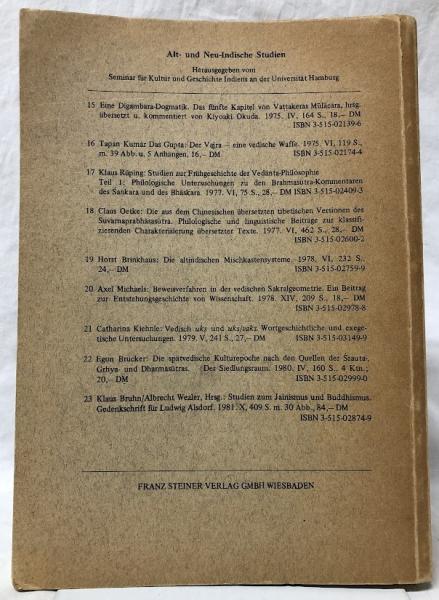 Alt- und Neu-Indische Studien
Herausgegeben vom
Seminar für Kultur und Geschichte Indiens an der Universität Hamburg
15 Eine Digambara-Dogmatik. Das fünfte Kapitel von Vaṭṭakeras Mūlācāra, hrsg.
übersetzt u. kommentiert von Kiyoaki Okuda. 1975. IV, 164 S., 18,– DM
ISBN 3-515-02139-6
16 Tapan Kumar Das Gupta: Der Vajra – eine vedische Waffe. 1975. VI, 119 S.,
m. 39 Abb. u. 5 Anhängen. 16,– DM ISBN 3-515-02174-4
17 Klaus Rüping: Studien zur Frühgeschichte der Vedānta-Philosophie
Teil 1: Philologische Untersuchungen zu den Brahmasūtra-Kommentaren
des Śaṅkara und des Bhāskara. 1977. VI, 75 S., 28,– DM ISBN 3-515-02409-3
18 Claus Oetke: Die aus dem Chinesischen übersetzten tibetischen Versionen des
Suvarṇaprabhāsasūtra. Philologische und linguistische Beiträge zur klassifi-
zierenden Charakterisierung übersetzter Texte. 1977. VI, 462 S., 28,– DM
ISBN 3-515-02600-2
19 Horst Brinkhaus: Die altindischen Mischkastensysteme. 1978. VI, 232 S.,
24,– DM ISBN 3-515-02759-9
20 Axel Michaels: Beweisverfahren in der vedischen Sakralgeometrie. Ein Beitrag
zur Entstehungsgeschichte von Wissenschaft. 1978. XIV, 209 S., 18,– DM
ISBN 3-515-02978-8
21 Catharina Kiehnle: Vedisch ukṣ und ukṣ/vakṣ. Wortgeschichtliche und exege-
tische Untersuchungen. 1979. V, 241 S., 27,– DM ISBN 3-515-03149-9
22 Egon Brucker: Die spätvedische Kulturepoche nach den Quellen der Śrauta-,
Gṛhya- und Dharmasūtras. Der Siedlungsraum. 1980. IV, 160 S., 4 Ktn.;
20,– DM ISBN 3-515-02999-0
23 Klaus Bruhn/Albrecht Wezler, Hrsg.: Studien zum Jainismus und Buddhismus.
Gedenkschrift für Ludwig Alsdorf. 1981. X, 409 S. m. 30 Abb., 84,– DM
ISBN 3-515-02874-9
FRANZ STEINER VERLAG GMBH WIESBADEN